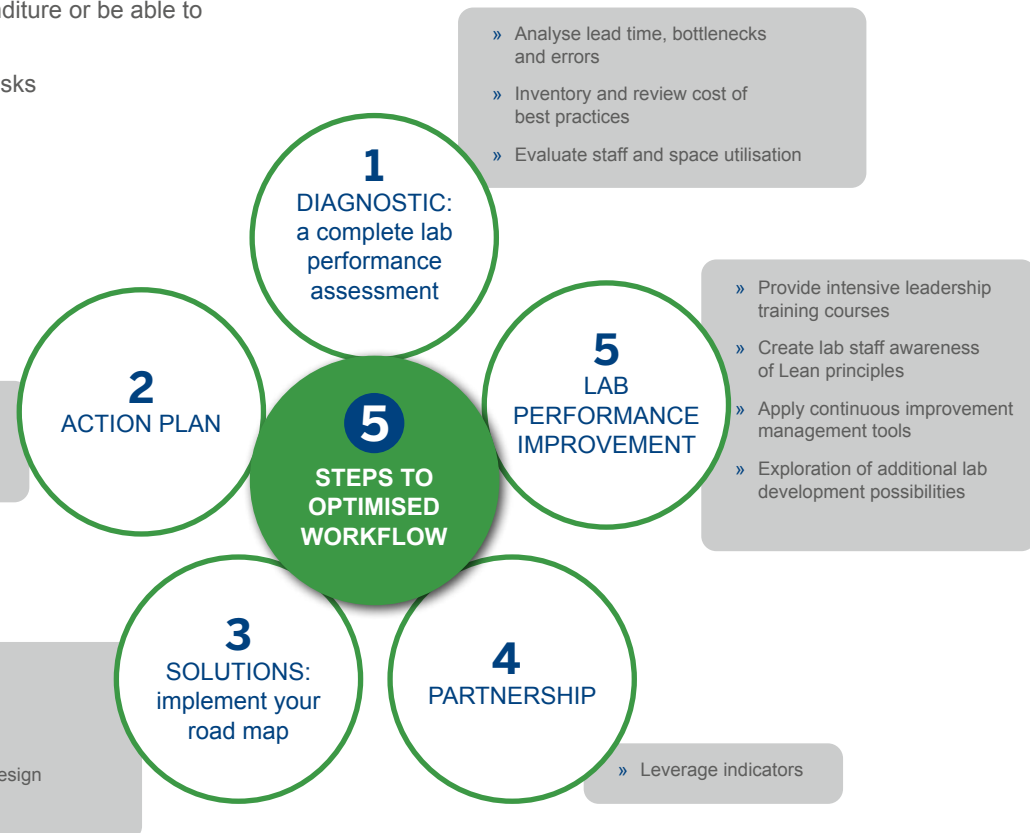 nditure or be able to
sks
» Analyse lead time, bottlenecks
and errors
» Inventory and review cost of
best practices
» Evaluate staff and space utilisation
1
DIAGNOSTIC:
a complete lab
performance
assessment
2
ACTION PLAN
5
STEPS TO
OPTIMISED
WORKFLOW
5
LAB
PERFORMANCE
IMPROVEMENT
» Provide intensive leadership
training courses
» Create lab staff awareness
of Lean principles
» Apply continuous improvement
management tools
» Exploration of additional lab
development possibilities
3
SOLUTIONS:
implement your
road map
esign
4
PARTNERSHIP
» Leverage indicators